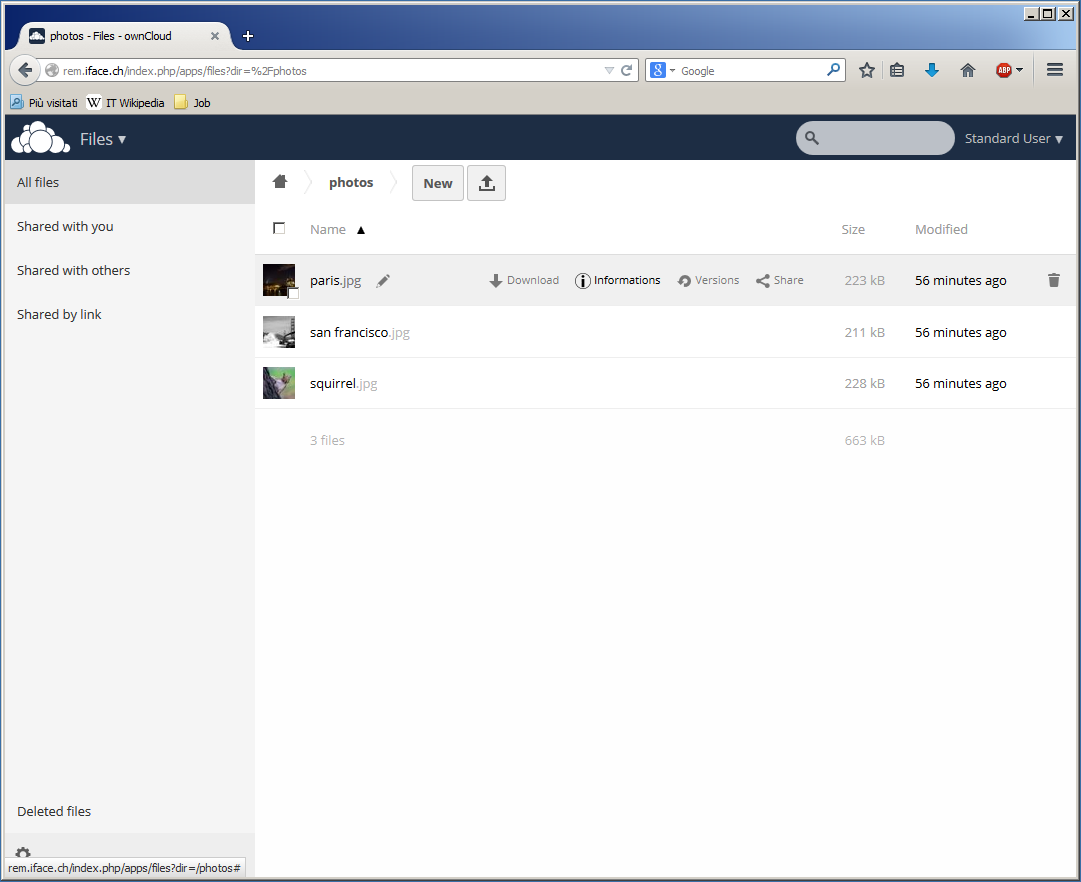 photos - Files - ownCloud
rem.iface.ch/index.php/apps/files?dir=%2Fphotos
Google
ABP
Più visitati W IT Wikipedia Job
Files ▾ Standard User ▾
All files
Shared with you
Shared with others
Shared by link
Deleted files
photos New
Name ▲ Size Modified
paris.jpg Download Informations Versions Share 223 kB 56 minutes ago
san francisco.jpg 211 kB 56 minutes ago
squirrel.jpg 228 kB 56 minutes ago
3 files 663 kB
rem.iface.ch/index.php/apps/files?dir=/photos#